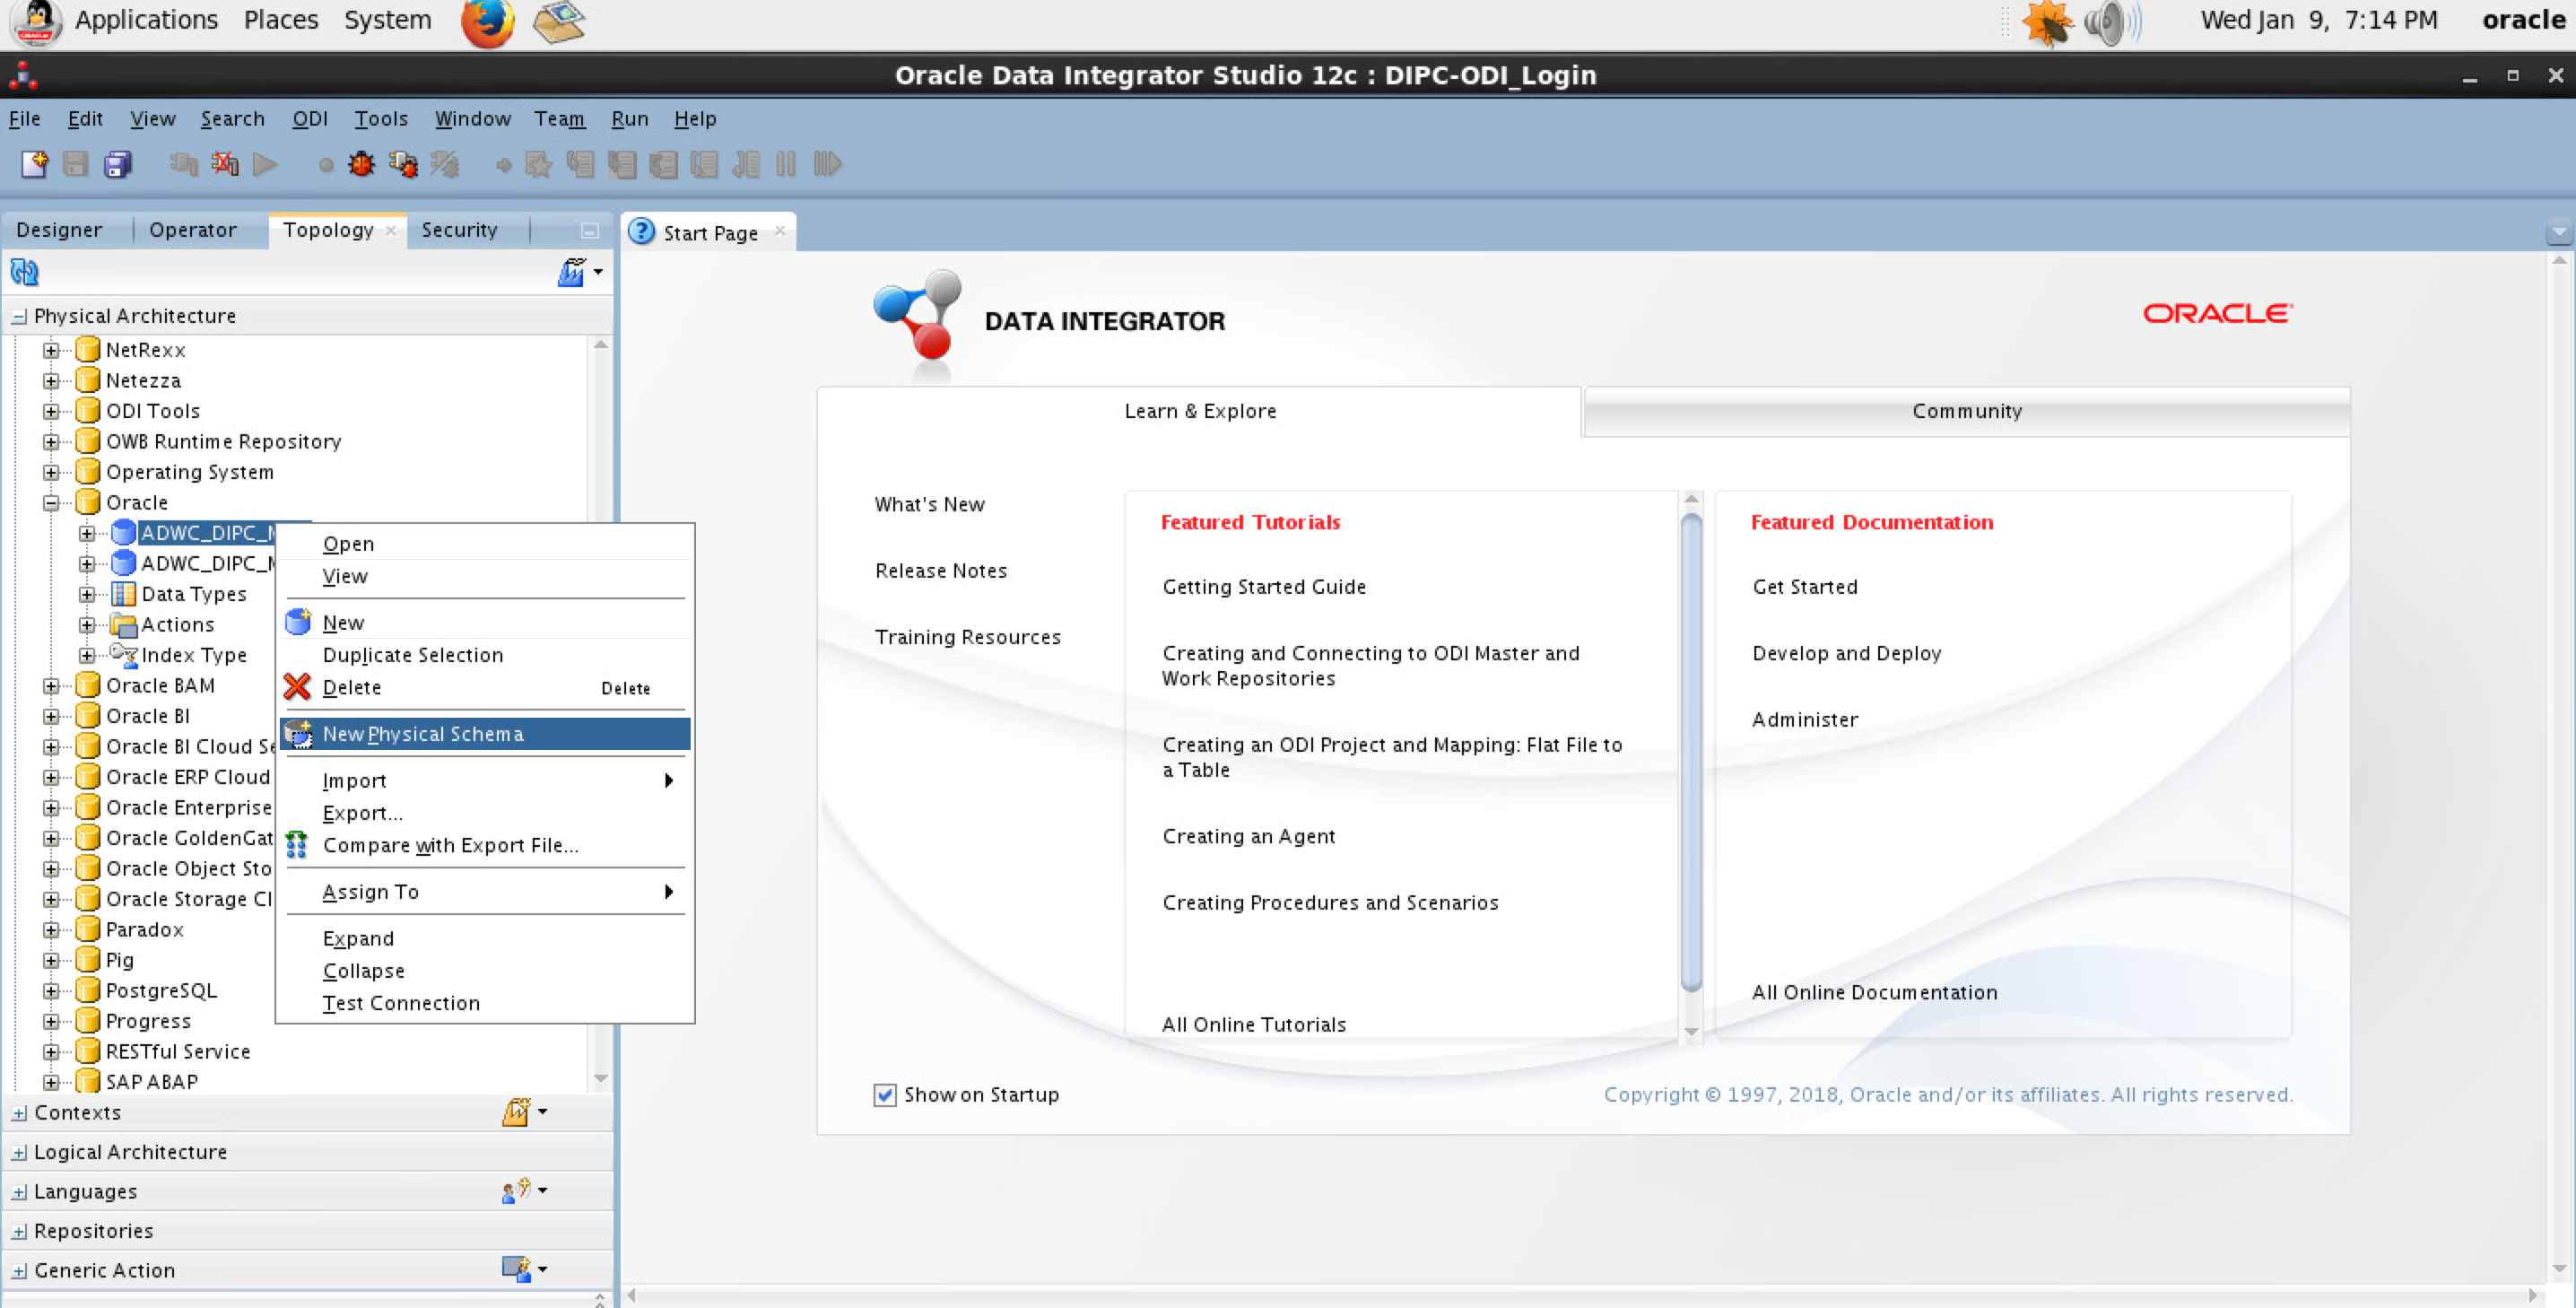 Applications Places System
Wed Jan 9, 7:14 PM oracle
Oracle Data Integrator Studio 12c : DIPC-ODI_Login
File Edit View Search ODI Tools Window Team Run Help
Designer Operator Topology Security
Start Page
Physical Architecture
NetRexx
Netezza
ODI Tools
OWB Runtime Repository
Operating System
Oracle
ADWC_DIPC_
ADWC_DIPC_
Data Types
Actions
Index Type
Oracle BAM
Oracle BI
Oracle BI Cloud Se
Oracle ERP Cloud
Oracle Enterprise
Oracle GoldenGat
Oracle Object Sto
Oracle Storage Cl
Paradox
Pig
PostgreSQL
Progress
RESTful Service
SAP ABAP
Contexts
Logical Architecture
Languages
Repositories
Generic Action
Open
View
New
Duplicate Selection
Delete Delete
New Physical Schema
Import
Export...
Compare with Export File...
Assign To
Expand
Collapse
Test Connection
DATA INTEGRATOR
ORACLE
Learn & Explore
Community
What's New
Release Notes
Training Resources
Featured Tutorials
Getting Started Guide
Creating and Connecting to ODI Master and
Work Repositories
Creating an ODI Project and Mapping: Flat File to
a Table
Creating an Agent
Creating Procedures and Scenarios
All Online Tutorials
Featured Documentation
Get Started
Develop and Deploy
Administer
All Online Documentation
Show on Startup
Copyright © 1997, 2018, Oracle and/or its affiliates. All rights reserved.